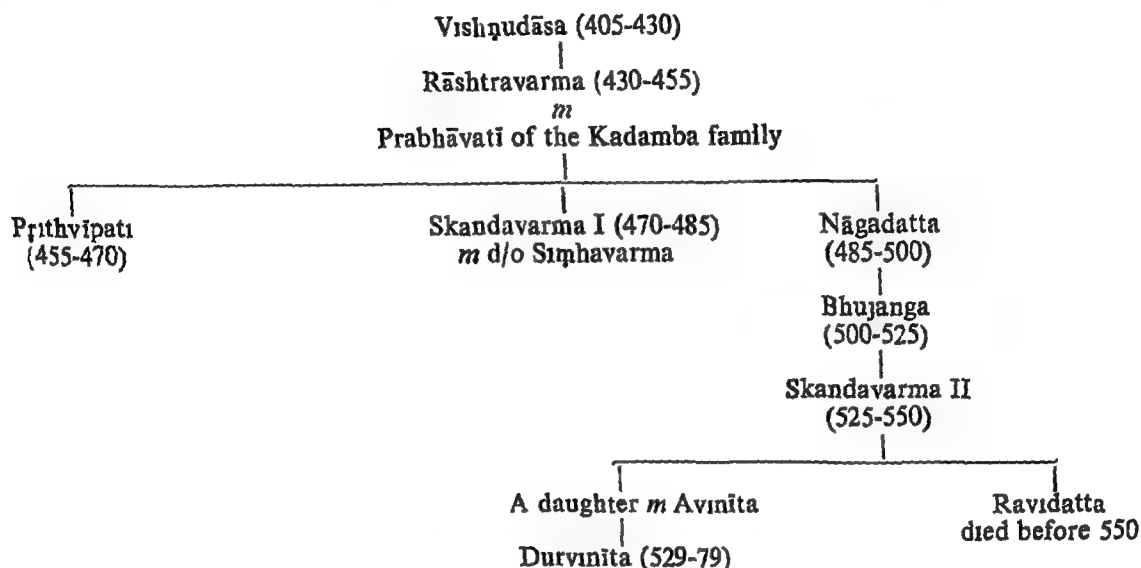 Vishṇudāsa (405-430)
Rāshtravarma (430-455)
m
Prabhāvatī of the Kadamba family
Pṛithvīpati
(455-470)
Skandavarma I (470-485)
m d/o Siṃhavarma
Nāgadatta
(485-500)
Bhujanga
(500-525)
Skandavarma II
(525-550)
A daughter m Avinīta
Ravidatta
died before 550
Durvinīta (529-79)